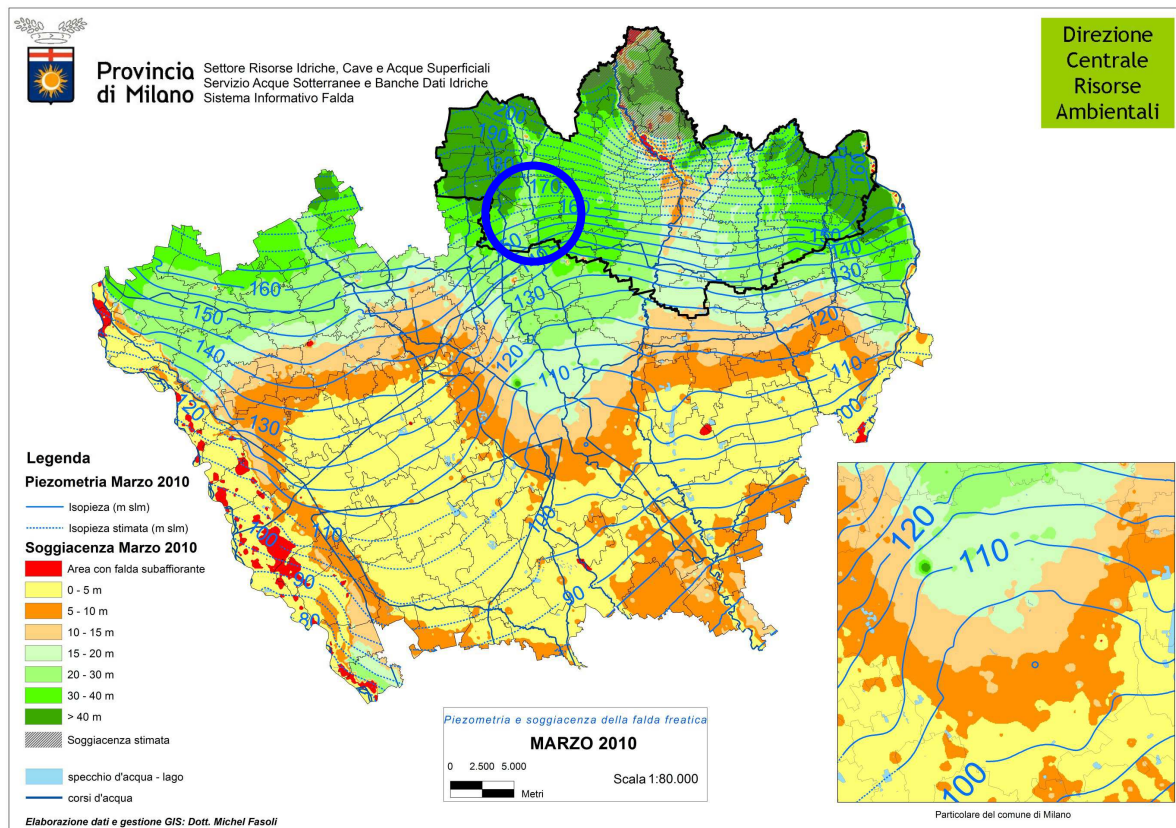 Provincia
di Milano
Settore Risorse Idriche, Cave e Acque Superficiali
Servizio Acque Sotterranee e Banche Dati Idriche
Sistema Informativo Falda
Direzione
Centrale
Risorse
Ambientali
200
190
180
170
160
160
150
140
130
130
120
160
150
140
130
120
120
110
110
110
100
100
90
90
80
Legenda
Piezometria Marzo 2010
Isopieza (m slm)
Isopieza stimata (m slm)
Soggiacenza Marzo 2010
Area con falda subaffiorante
0 - 5 m
5 - 10 m
10 - 15 m
15 - 20 m
20 - 30 m
30 - 40 m
> 40 m
Soggiacenza stimata
specchio d'acqua - lago
corsi d'acqua
Elaborazione dati e gestione GIS: Dott. Michel Fasoli
Piezometria e soggiacenza della falda freatica
MARZO 2010
0 2.500 5.000
Metri
Scala 1:80.000
120
110
100
Particolare del comune di Milano